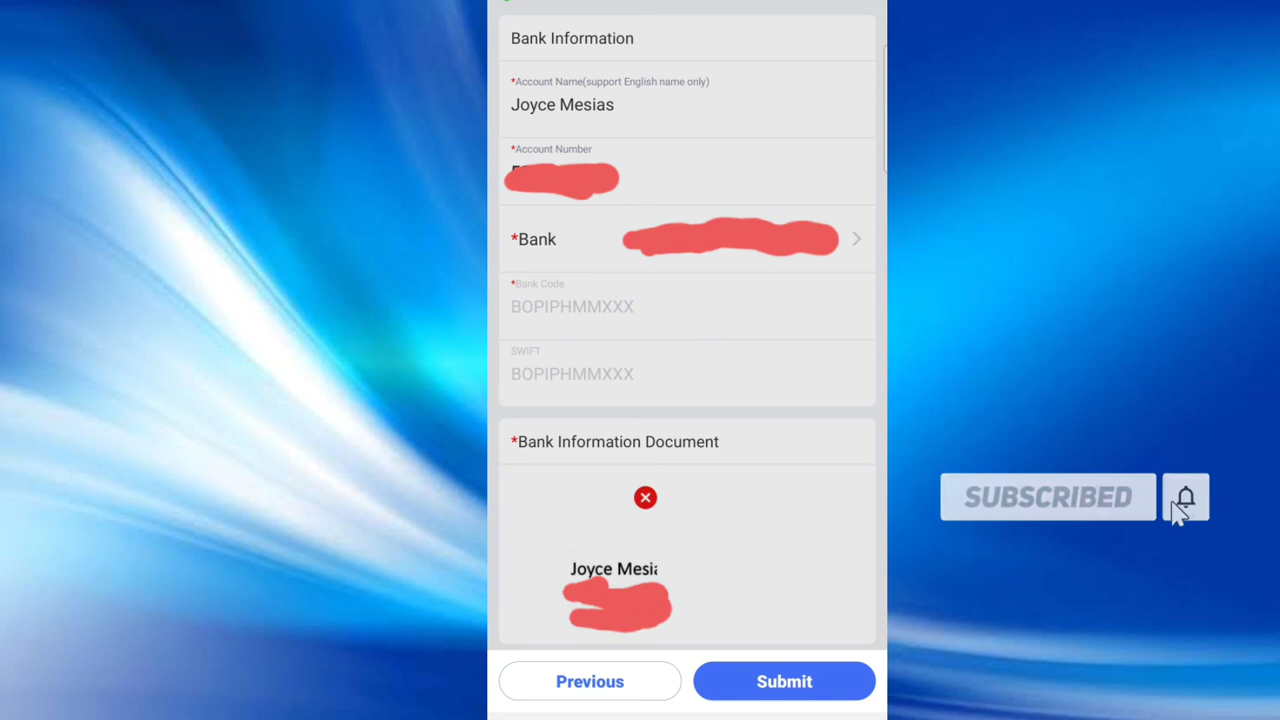 Bank Information
*Account Name(support English name only)
Joyce Mesias
*Account Number
*Bank
*Bank Code
BOPIPHMMXXX
SWIFT
BOPIPHMMXXX
*Bank Information Document
Joyce Mesia
Previous
Submit
SUBSCRIBED